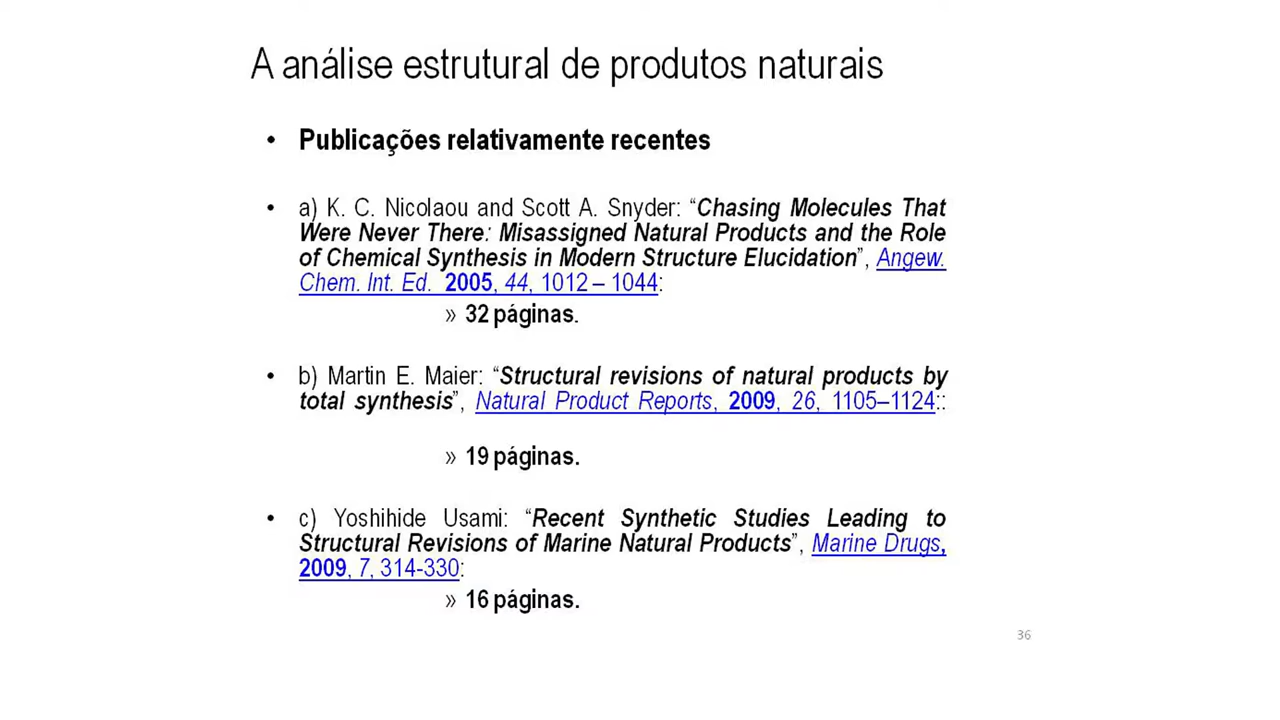 A análise estrutural de produtos naturais
• Publicações relativamente recentes
• a) K. C. Nicolaou and Scott A. Snyder: “Chasing Molecules That
Were Never There: Misassigned Natural Products and the Role
of Chemical Synthesis in Modern Structure Elucidation”, Angew.
Chem. Int. Ed. 2005, 44, 1012 – 1044:
» 32 páginas.
• b) Martin E. Maier: “Structural revisions of natural products by
total synthesis”, Natural Product Reports, 2009, 26, 1105–1124::
» 19 páginas.
• c) Yoshihide Usami: “Recent Synthetic Studies Leading to
Structural Revisions of Marine Natural Products”, Marine Drugs,
2009, 7, 314-330:
» 16 páginas.
36